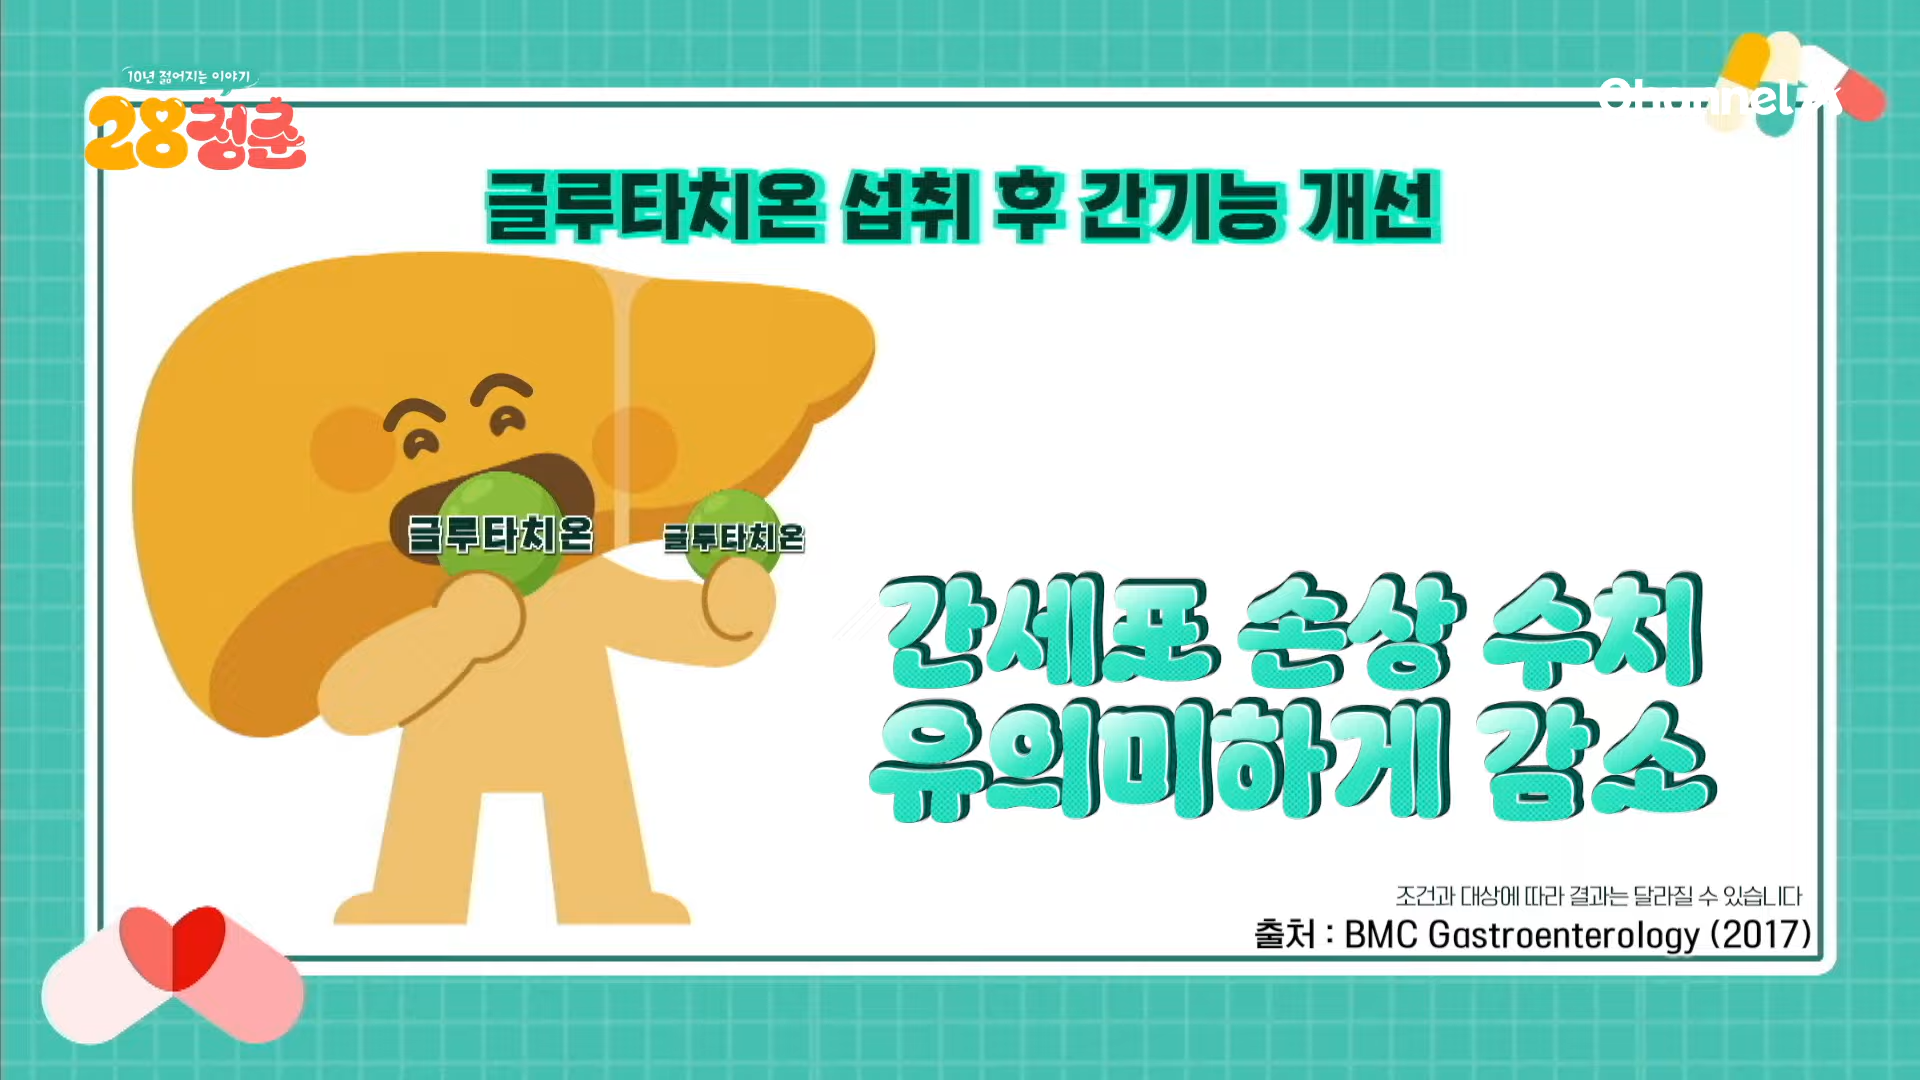 10년 젊어지는 이야기
28청춘
Channel A
글루타치온 섭취 후 간기능 개선
글루타치온
글루타치온
간세포 손상 수치
유의미하게 감소
조건과 대상에 따라 결과는 달라질 수 있습니다
출처 : BMC Gastroenterology (2017)